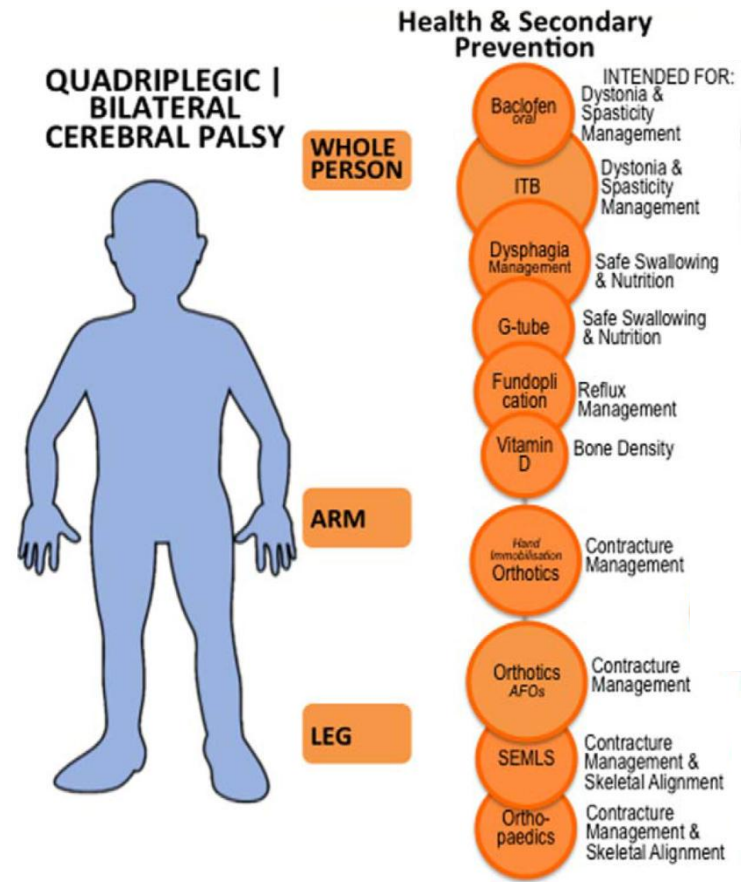 Health & Secondary
Prevention
QUADRIPLEGIC |
BILATERAL
CEREBRAL PALSY
INTENDED FOR:
WHOLE
PERSON
Baclofen
oral
Dystonia &
Spasticity
Management
ITB
Dystonia &
Spasticity
Management
Dysphagia
Management
Safe Swallowing
& Nutrition
G-tube
Safe Swallowing
& Nutrition
Fundopli
cation
Reflux
Management
Vitamin
D
Bone Density
ARM
Hand
Immobilisation
Orthotics
Contracture
Management
LEG
Orthotics
AFOs
Contracture
Management
SEMLS
Contracture
Management &
Skeletal Alignment
Ortho-
paedics
Contracture
Management &
Skeletal Alignment